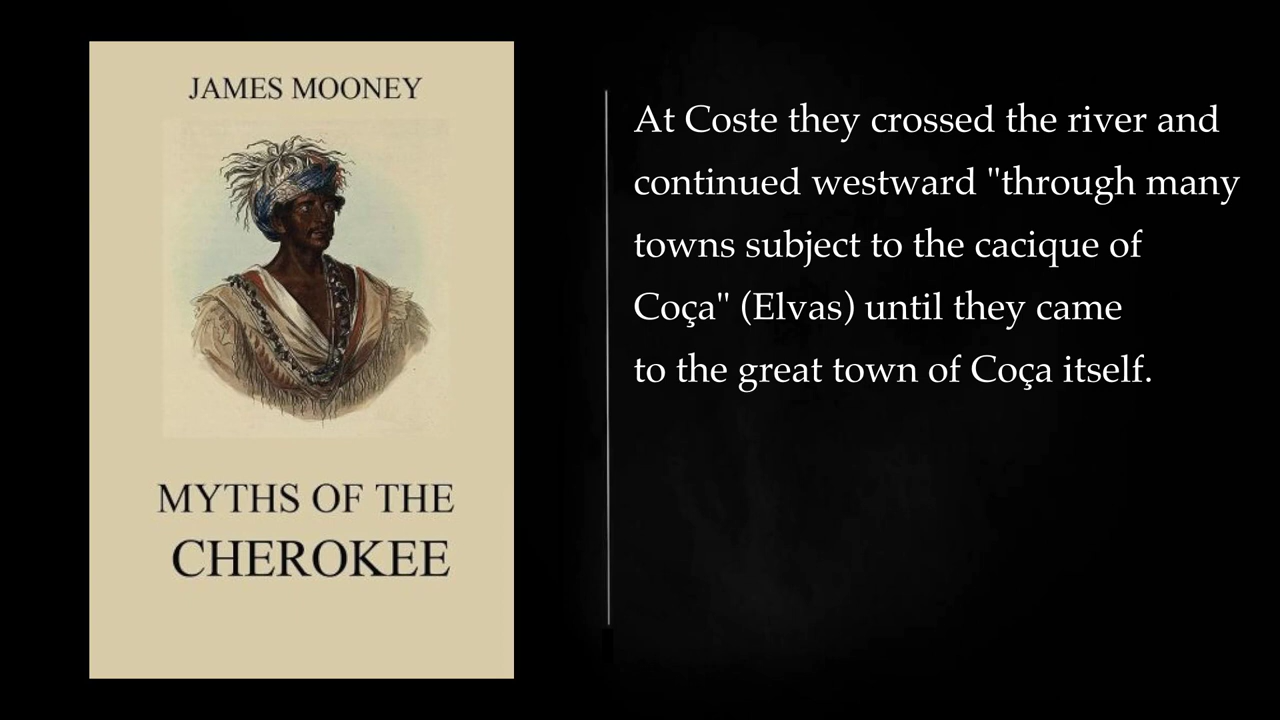 JAMES MOONEY
MYTHS OF THE
CHEROKEE
At Coste they crossed the river and
continued westward "through many
towns subject to the cacique of
Coça" (Elvas) until they came
to the great town of Coça itself.